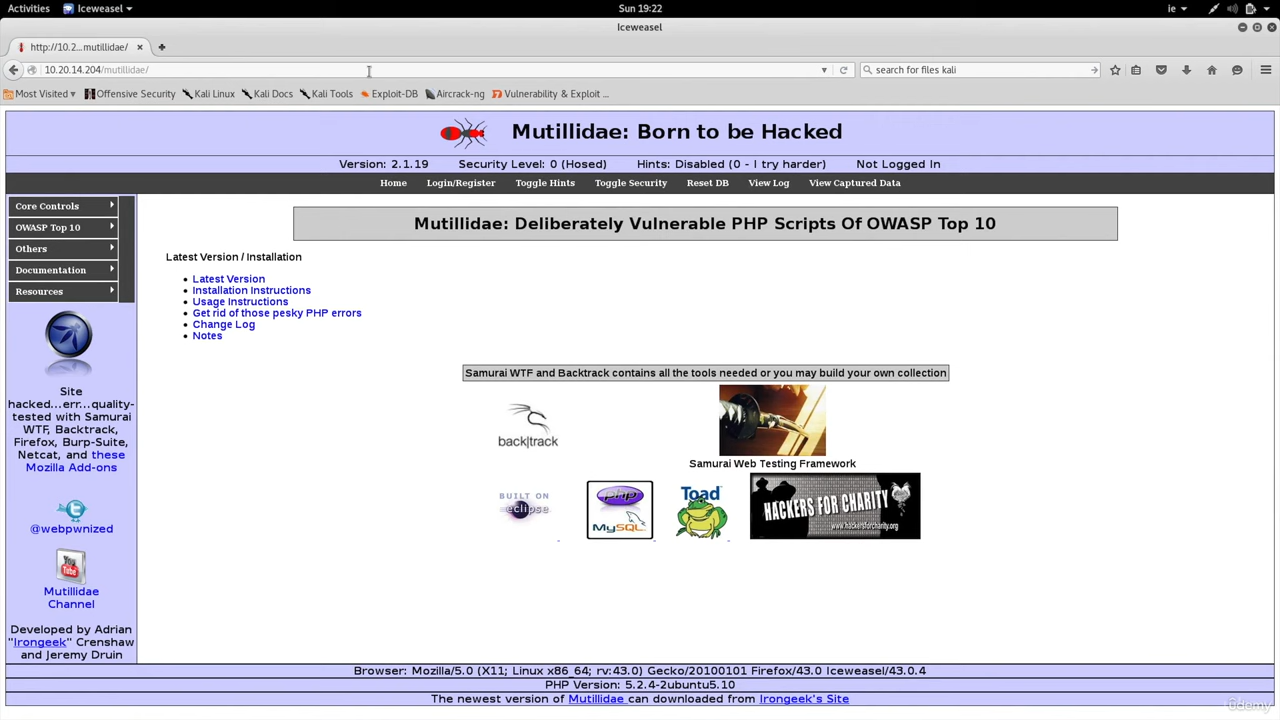 Activities Iceweasel Sun 19:22 ie
Iceweasel
http://10.2...mutillidae/
10.20.14.204/mutillidae/ search for files kali
Most Visited Offensive Security Kali Linux Kali Docs Kali Tools Exploit-DB Aircrack-ng Vulnerability & Exploit ...
Mutillidae: Born to be Hacked
Version: 2.1.19 Security Level: 0 (Hosed) Hints: Disabled (0 - I try harder) Not Logged In
Home Login/Register Toggle Hints Toggle Security Reset DB View Log View Captured Data
Core Controls
OWASP Top 10
Others
Documentation
Resources
Site
hacked...err...quality-
tested with Samurai
WTF, Backtrack,
Firefox, Burp-Suite,
Netcat, and these
Mozilla Add-ons
@webpwnized
You
Tube
Mutillidae
Channel
Developed by Adrian
"Irongeek" Crenshaw
and Jeremy Druin
Mutillidae: Deliberately Vulnerable PHP Scripts Of OWASP Top 10
Latest Version / Installation
Latest Version
Installation Instructions
Usage Instructions
Get rid of those pesky PHP errors
Change Log
Notes
Samurai WTF and Backtrack contains all the tools needed or you may build your own collection
back|track
Samurai Web Testing Framework
BUILT ON
eclipse
php
MySQL
Toad
HACKERS FOR CHARITY
www.hackersforcharity.org
Browser: Mozilla/5.0 (X11; Linux x86_64; rv:43.0) Gecko/20100101 Firefox/43.0 Iceweasel/43.0.4
PHP Version: 5.2.4-2ubuntu5.10
The newest version of Mutillidae can downloaded from Irongeek's Site
Udemy